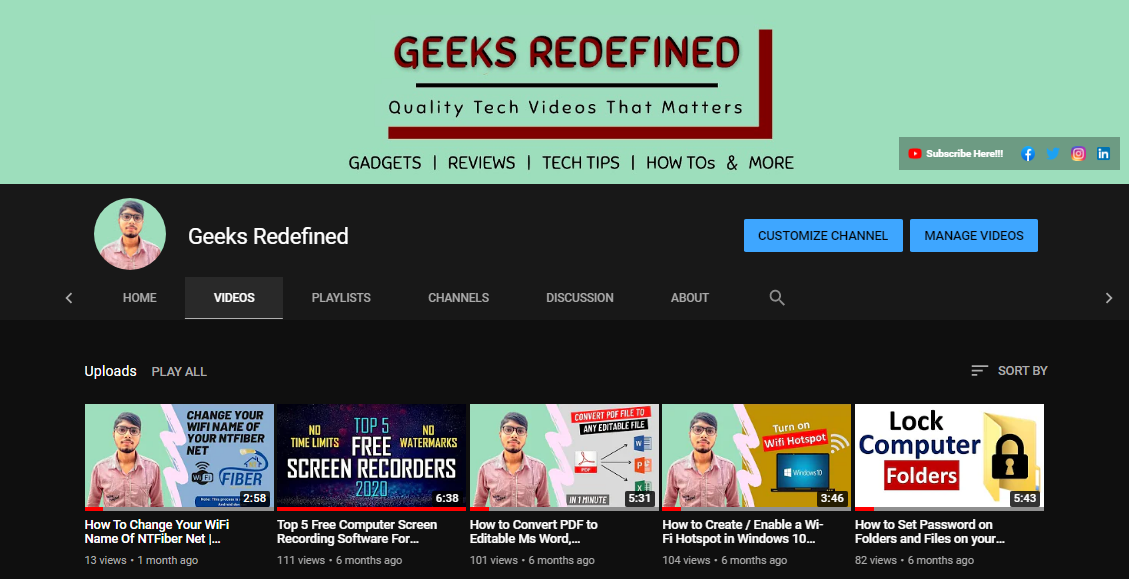 GEEKS REDEFINED
Quality Tech Videos That Matters
GADGETS | REVIEWS | TECH TIPS | HOW TOs & MORE
Subscribe Here!!!
Geeks Redefined
CUSTOMIZE CHANNEL
MANAGE VIDEOS
HOME
VIDEOS
PLAYLISTS
CHANNELS
DISCUSSION
ABOUT
Uploads
PLAY ALL
SORT BY
CHANGE YOUR
WIFI NAME OF
YOUR NTFIBER
NET
WiFi
FIBER
2:58
NO
TIME LIMITS
TOP 5
FREE
SCREEN RECORDERS
2020
NO
WATERMARKS
6:38
CONVERT PDF FILE TO
ANY EDITABLE FILE
PDF
IN 1 MINUTE
5:31
Turn on
Wifi Hotspot
Windows 10
3:46
Lock
Computer
Folders
5:43
How To Change Your WiFi
Name Of NTFiber Net |...
13 views • 1 month ago
Top 5 Free Computer Screen
Recording Software For...
111 views • 6 months ago
How to Convert PDF to
Editable Ms Word,...
101 views • 6 months ago
How to Create / Enable a Wi-
Fi Hotspot in Windows 10...
104 views • 6 months ago
How to Set Password on
Folders and Files on your...
82 views • 6 months ago